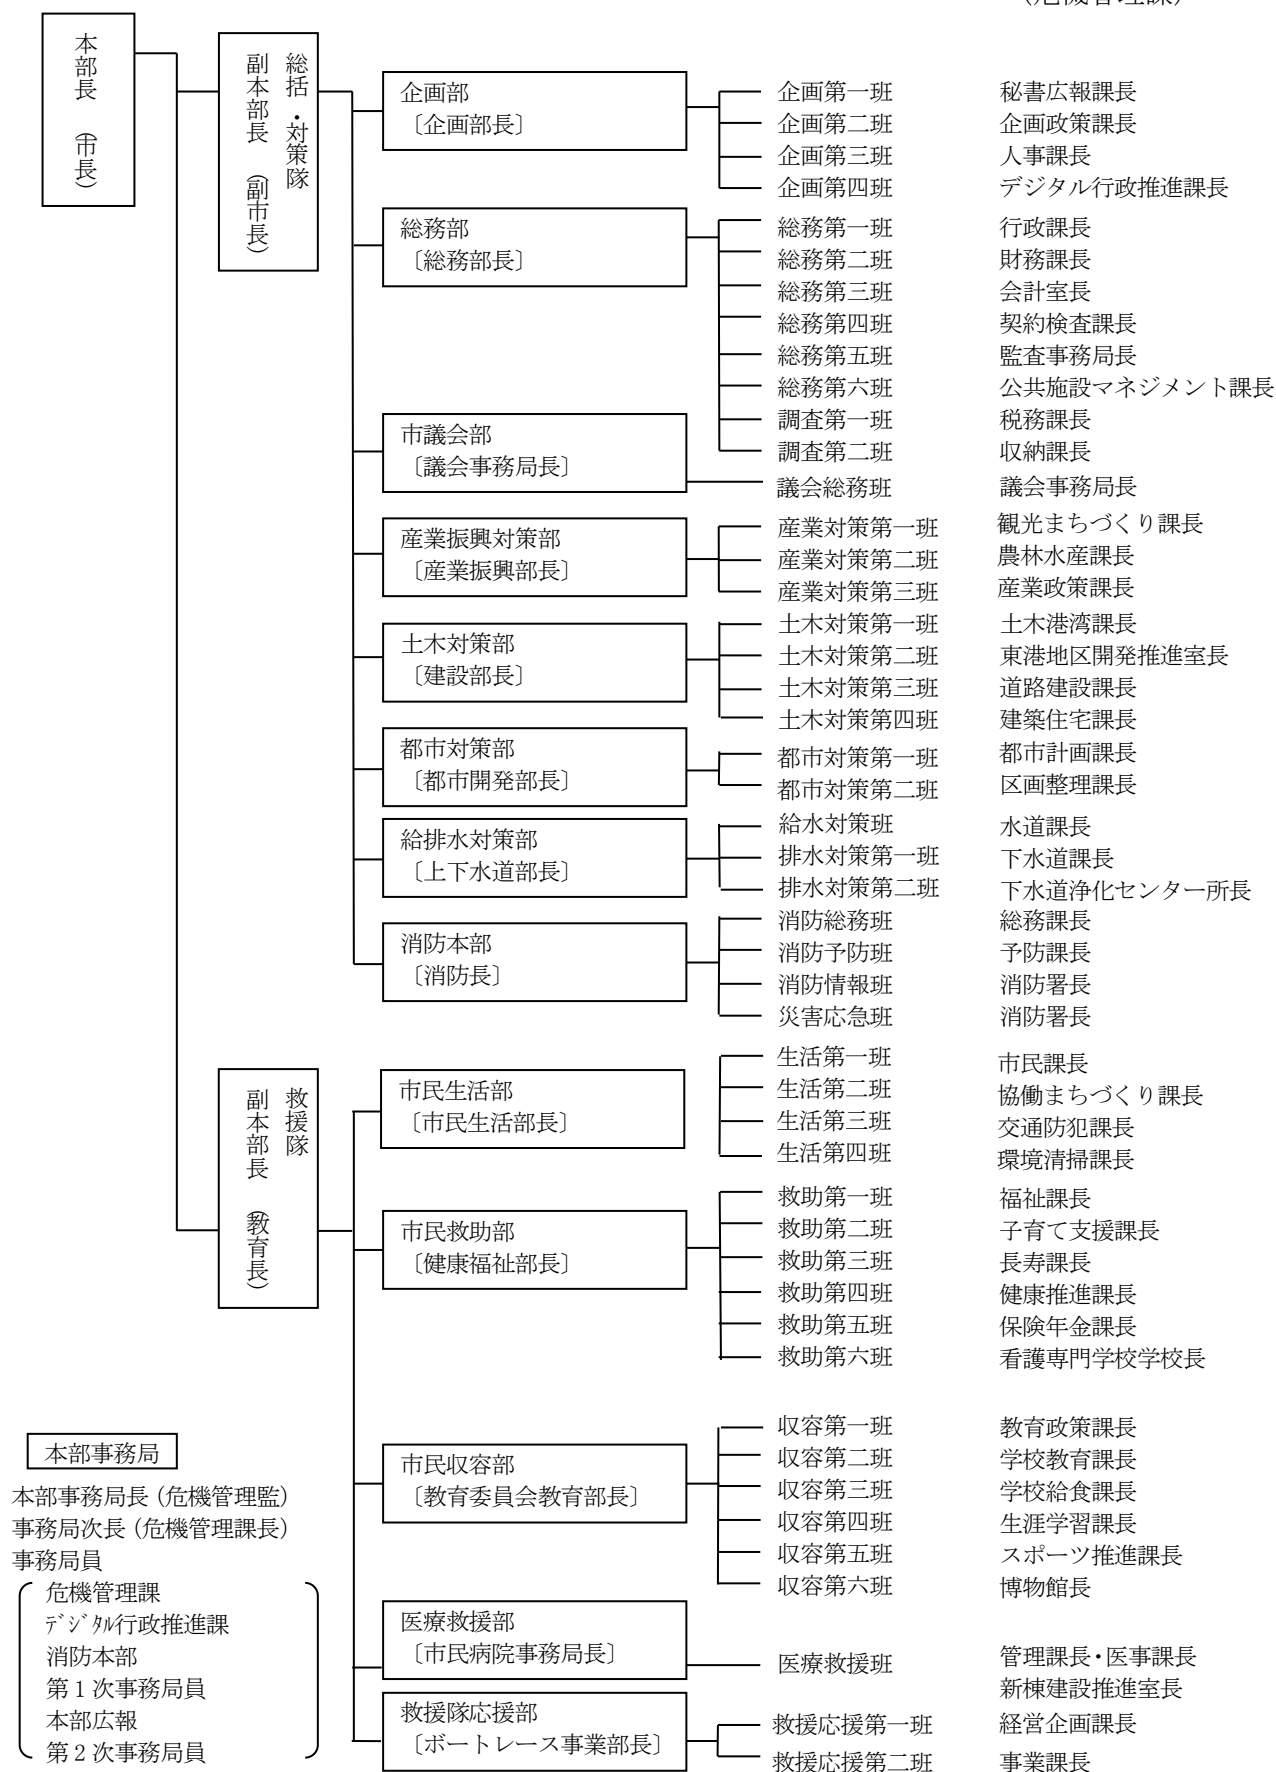 （危機管理課）
本部長　（市長）
総括・対策隊
副本部長　（副市長）
企画部
〔企画部長〕
企画第一班　秘書広報課長
企画第二班　企画政策課長
企画第三班　人事課長
企画第四班　デジタル行政推進課長
総務部
〔総務部長〕
総務第一班　行政課長
総務第二班　財務課長
総務第三班　会計室長
総務第四班　契約検査課長
総務第五班　監査事務局長
総務第六班　公共施設マネジメント課長
調査第一班　税務課長
調査第二班　収納課長
市議会部
〔議会事務局長〕
議会総務班　議会事務局長
産業振興対策部
〔産業振興部長〕
産業対策第一班　観光まちづくり課長
産業対策第二班　農林水産課長
産業対策第三班　産業政策課長
土木対策部
〔建設部長〕
土木対策第一班　土木港湾課長
土木対策第二班　東港地区開発推進室長
土木対策第三班　道路建設課長
土木対策第四班　建築住宅課長
都市対策部
〔都市開発部長〕
都市対策第一班　都市計画課長
都市対策第二班　区画整理課長
給排水対策部
〔上下水道部長〕
給水対策班　水道課長
排水対策第一班　下水道課長
排水対策第二班　下水道浄化センター所長
消防本部
〔消防長〕
消防総務班　総務課長
消防予防班　予防課長
消防情報班　消防署長
災害応急班　消防署長
救援隊
副本部長　（教育長）
市民生活部
〔市民生活部長〕
生活第一班　市民課長
生活第二班　協働まちづくり課長
生活第三班　交通防犯課長
生活第四班　環境清掃課長
市民救助部
〔健康福祉部長〕
救助第一班　福祉課長
救助第二班　子育て支援課長
救助第三班　長寿課長
救助第四班　健康推進課長
救助第五班　保険年金課長
救助第六班　看護専門学校学校長
市民収容部
〔教育委員会教育部長〕
収容第一班　教育政策課長
収容第二班　学校教育課長
収容第三班　学校給食課長
収容第四班　生涯学習課長
収容第五班　スポーツ推進課長
収容第六班　博物館長
医療救援部
〔市民病院事務局長〕
医療救援班　管理課長・医事課長
新棟建設推進室長
救援隊応援部
〔ボートレース事業部長〕
救援応援第一班　経営企画課長
救援応援第二班　事業課長
本部事務局
本部事務局長（危機管理監）
事務局次長（危機管理課長）
事務局員
危機管理課
ﾃﾞｼﾞﾀﾙ行政推進課
消防本部
第１次事務局員
本部広報
第２次事務局員